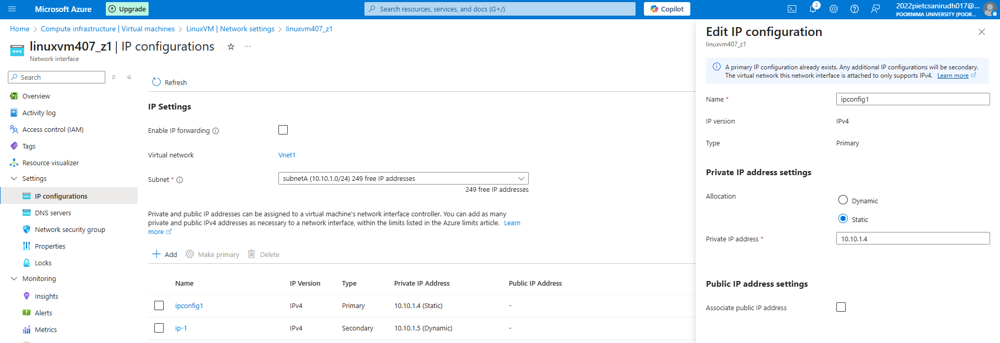 Microsoft Azure
Upgrade
Search resources, services, and docs (G+/)
Copilot
2
2022pietcsanirudh017@...
POORNIMA UNIVERSITY (POOR...
Home > Compute infrastructure | Virtual machines > LinuxVM | Network settings > linuxvm407_z1
linuxvm407_z1 | IP configurations
Network interface
Search
Overview
Activity log
Access control (IAM)
Tags
Resource visualizer
Settings
IP configurations
DNS servers
Network security group
Properties
Locks
Monitoring
Insights
Alerts
Metrics
Refresh
IP Settings
Enable IP forwarding
Virtual network Vnet1
Subnet * subnetA (10.10.1.0/24) 249 free IP addresses
249 free IP addresses
Private and public IP addresses can be assigned to a virtual machine's network interface controller. You can add as many
private and public IPv4 addresses as necessary to a network interface, within the limits listed in the Azure limits article. Learn
more
Add Make primary Delete
Name IP Version Type Private IP Address Public IP Address
ipconfig1 IPv4 Primary 10.10.1.4 (Static) -
ip-1 IPv4 Secondary 10.10.1.5 (Dynamic) -
Edit IP configuration
linuxvm407_z1
A primary IP configuration already exists. Any additional IP configurations will be secondary.
The virtual network this network interface is attached to only supports IPv4. Learn more
Name * ipconfig1
IP version IPv4
Type Primary
Private IP address settings
Allocation Dynamic
Static
Private IP address * 10.10.1.4
Public IP address settings
Associate public IP address